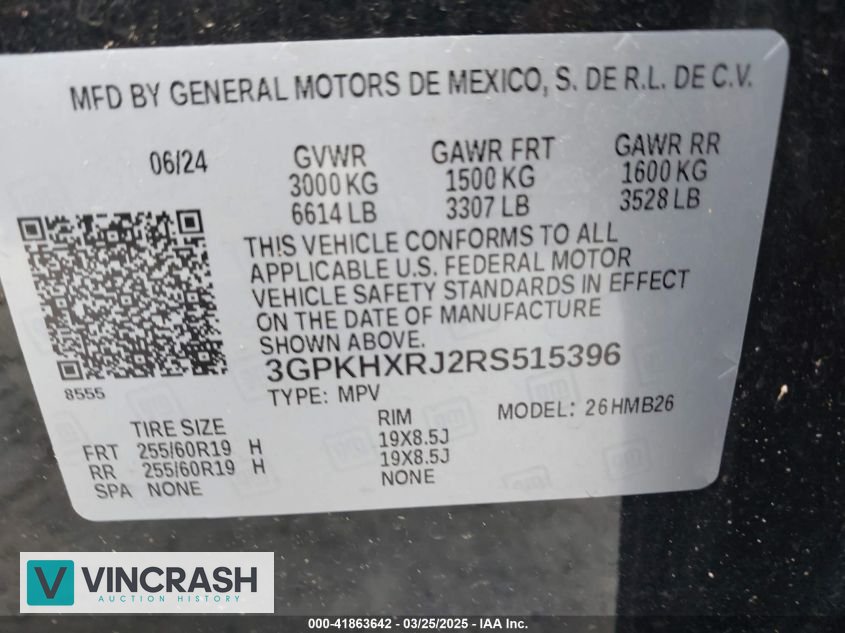 MFD BY GENERAL MOTORS DE MEXICO, S. DE R.L. DE C.V.
06/24 GVWR GAWR FRT GAWR RR
3000 KG 1500 KG 1600 KG
6614 LB 3307 LB 3528 LB
THIS VEHICLE CONFORMS TO ALL
APPLICABLE U.S. FEDERAL MOTOR
VEHICLE SAFETY STANDARDS IN EFFECT
ON THE DATE OF MANUFACTURE
SHOWN ABOVE.
3GPKHXRJ2RS515396
8555
TYPE: MPV MODEL: 26HMB26
TIRE SIZE RIM
FRT 255/60R19 H 19X8.5J
RR 255/60R19 H 19X8.5J
SPA NONE NONE
VINCRASH
AUCTION HISTORY
000-41863642 / 03/25/2025 - IAA Inc.